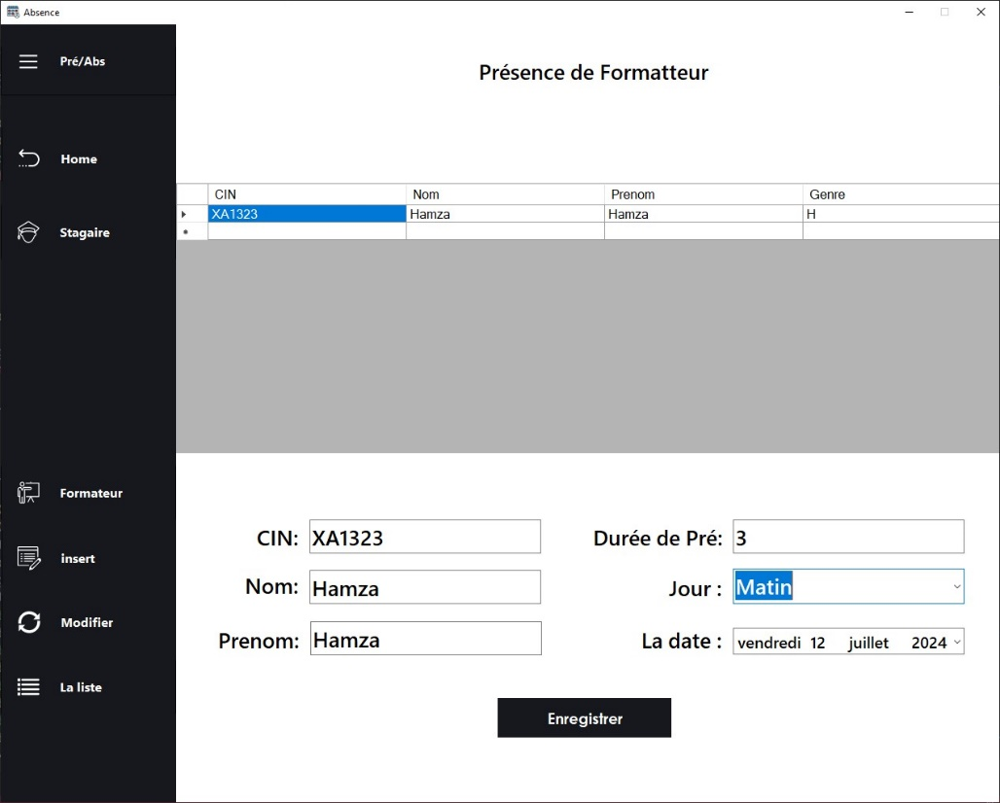 Absence
Pré/Abs
Présence de Formatteur
Home
Stagaire
CIN Nom Prenom Genre
XA1323 Hamza Hamza H
Formateur
insert
Modifier
La liste
CIN: XA1323 Durée de Pré: 3
Nom: Hamza Jour : Matin
Prenom: Hamza La date : vendredi 12 juillet 2024
Enregistrer